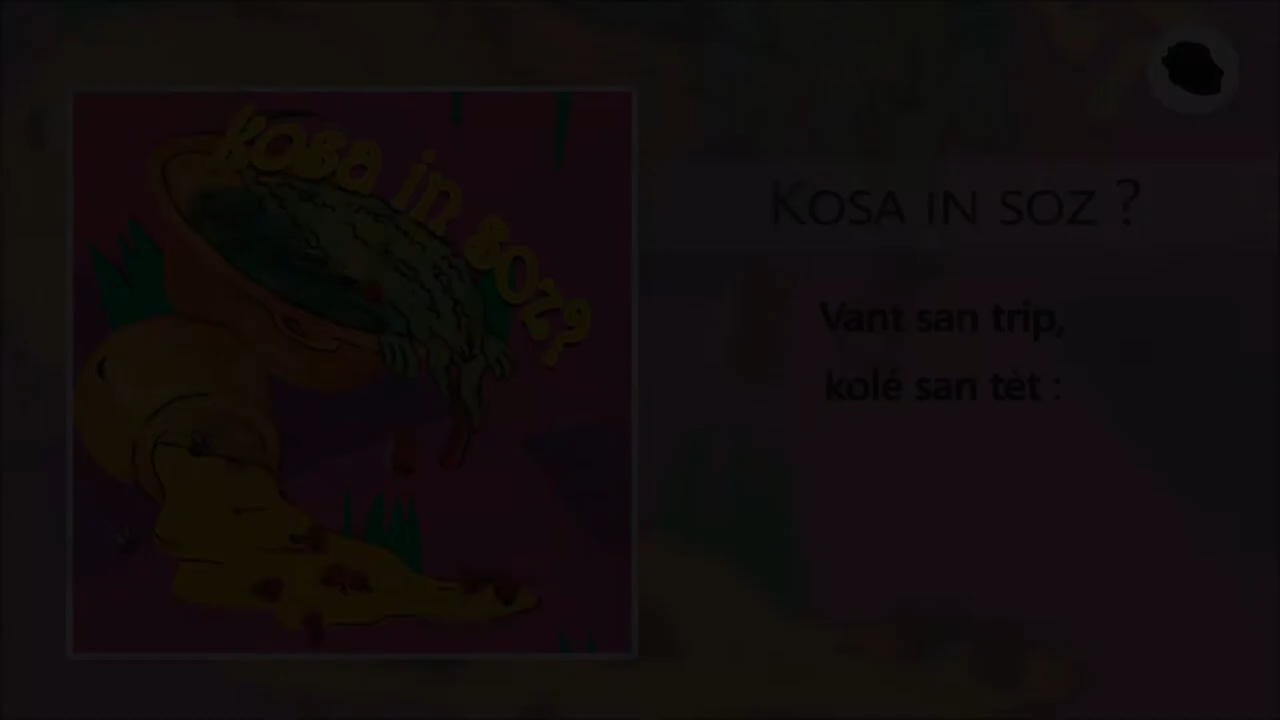 kosa in soz?
Kosa in soz ?
Vant san trip,
kolé san tèt :